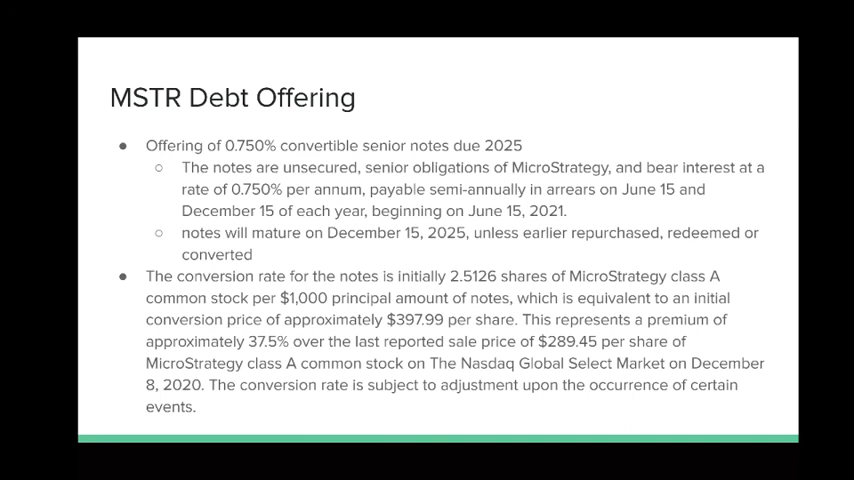 MSTR Debt Offering
● Offering of 0.750% convertible senior notes due 2025
○ The notes are unsecured, senior obligations of MicroStrategy, and bear interest at a
rate of 0.750% per annum, payable semi-annually in arrears on June 15 and
December 15 of each year, beginning on June 15, 2021.
○ notes will mature on December 15, 2025, unless earlier repurchased, redeemed or
converted
● The conversion rate for the notes is initially 2.5126 shares of MicroStrategy class A
common stock per $1,000 principal amount of notes, which is equivalent to an initial
conversion price of approximately $397.99 per share. This represents a premium of
approximately 37.5% over the last reported sale price of $289.45 per share of
MicroStrategy class A common stock on The Nasdaq Global Select Market on December
8, 2020. The conversion rate is subject to adjustment upon the occurrence of certain
events.